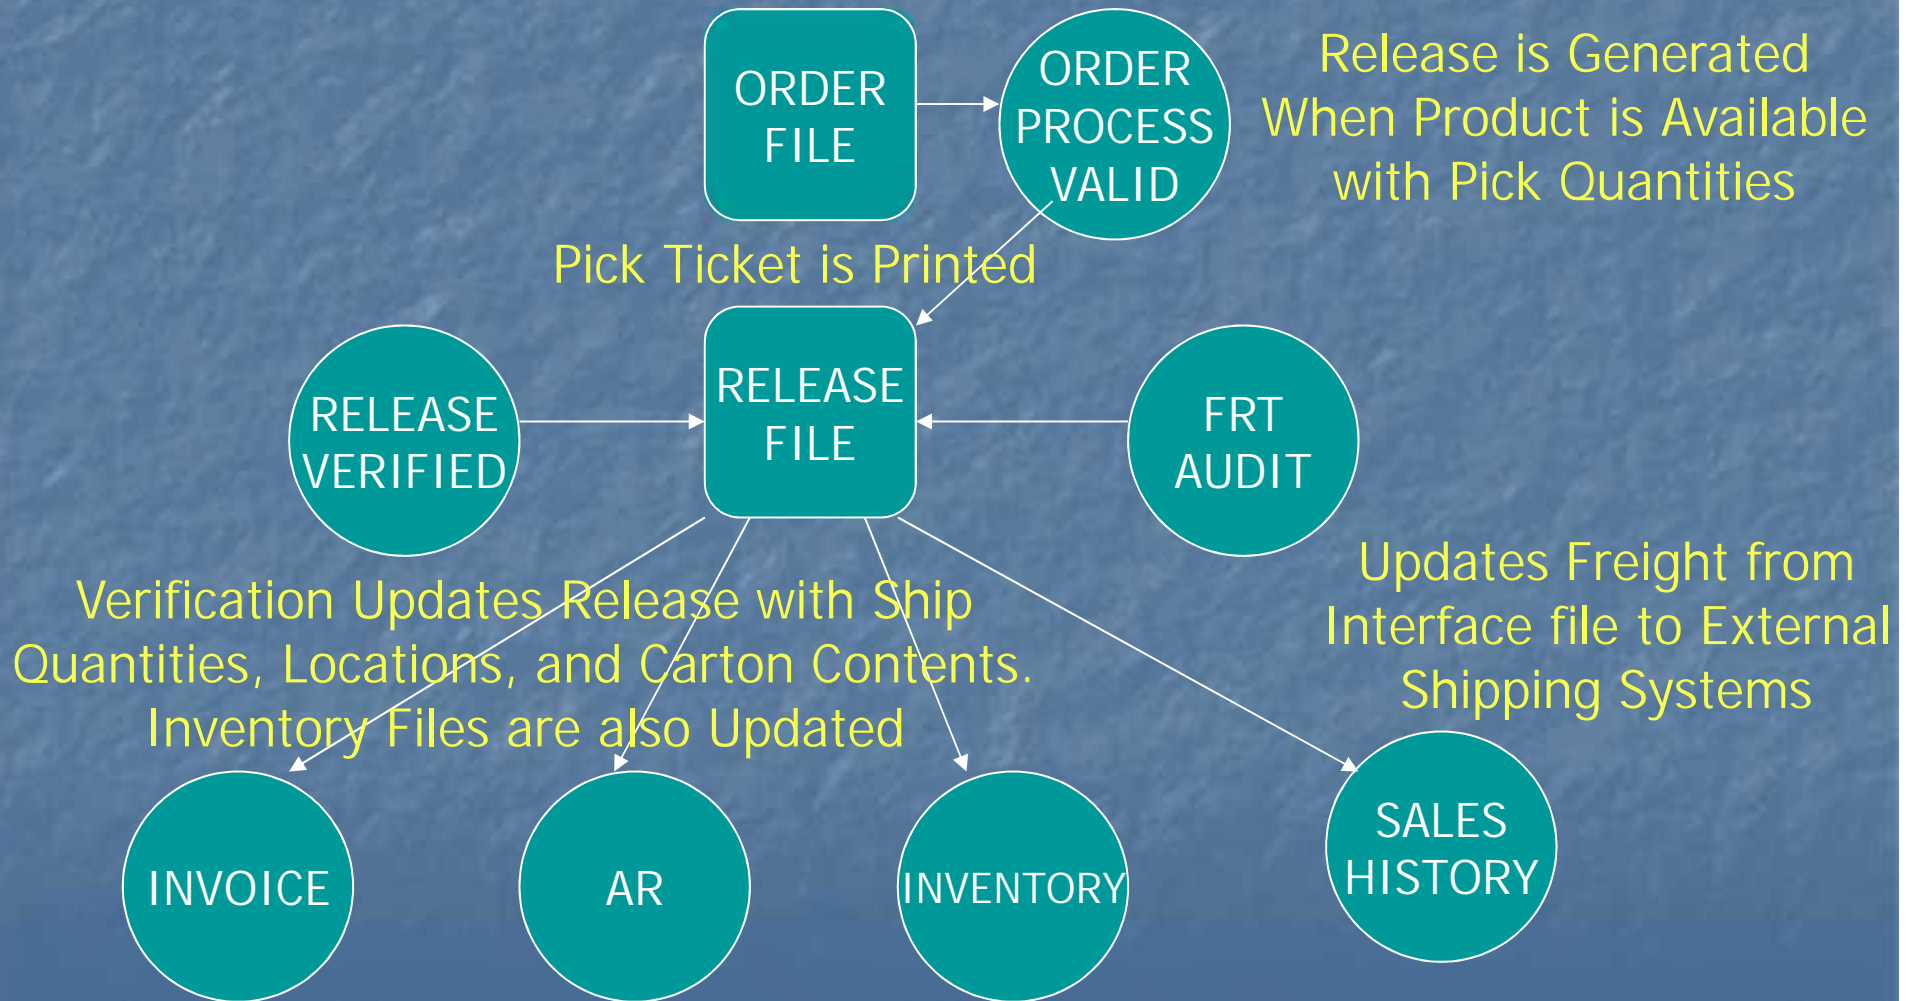 ORDER
FILE
ORDER
PROCESS
VALID
Release is Generated
When Product is Available
with Pick Quantities
Pick Ticket is Printed
RELEASE
VERIFIED
RELEASE
FILE
FRT
AUDIT
Verification Updates Release with Ship
Quantities, Locations, and Carton Contents.
Inventory Files are also Updated
Updates Freight from
Interface file to External
Shipping Systems
INVOICE
AR
INVENTORY
SALES
HISTORY